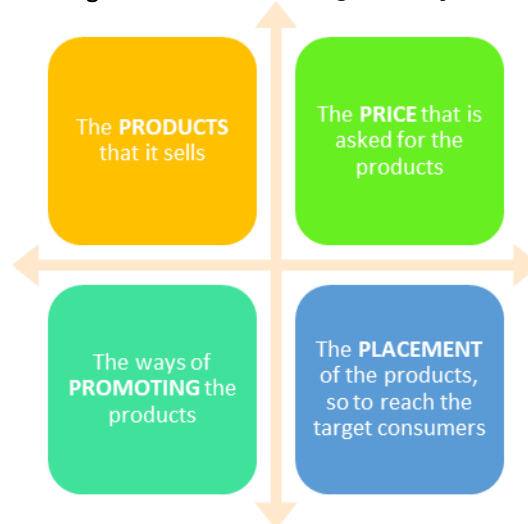 The PRODUCTS
that it sells
The PRICE that is
asked for the
products
The ways of
PROMOTING the
products
The PLACEMENT
of the products,
so to reach the
target consumers